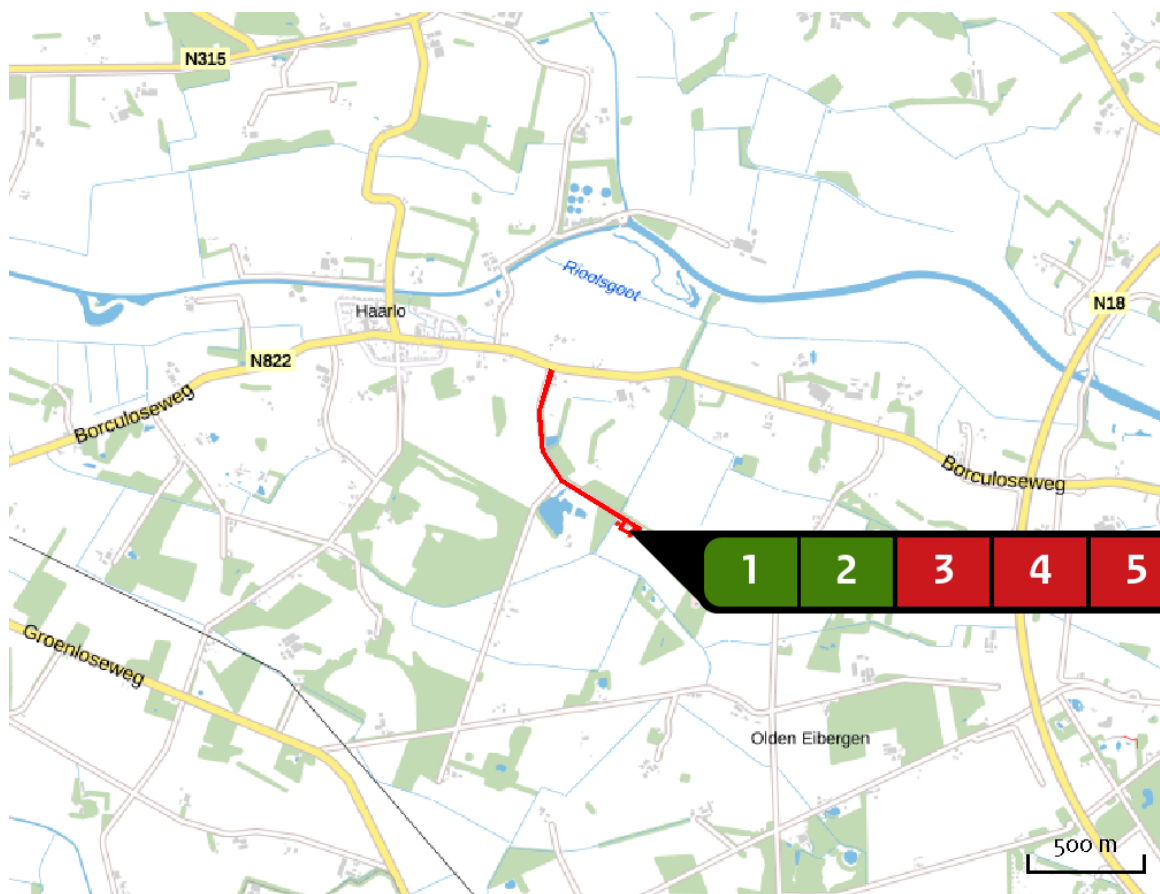 N315
Rioolsgoot
Haarlo
N18
N822
Borculoseweg
Borculoseweg
1 2 3 4 5
Groenloseweg
Olden Eibergen
500 m